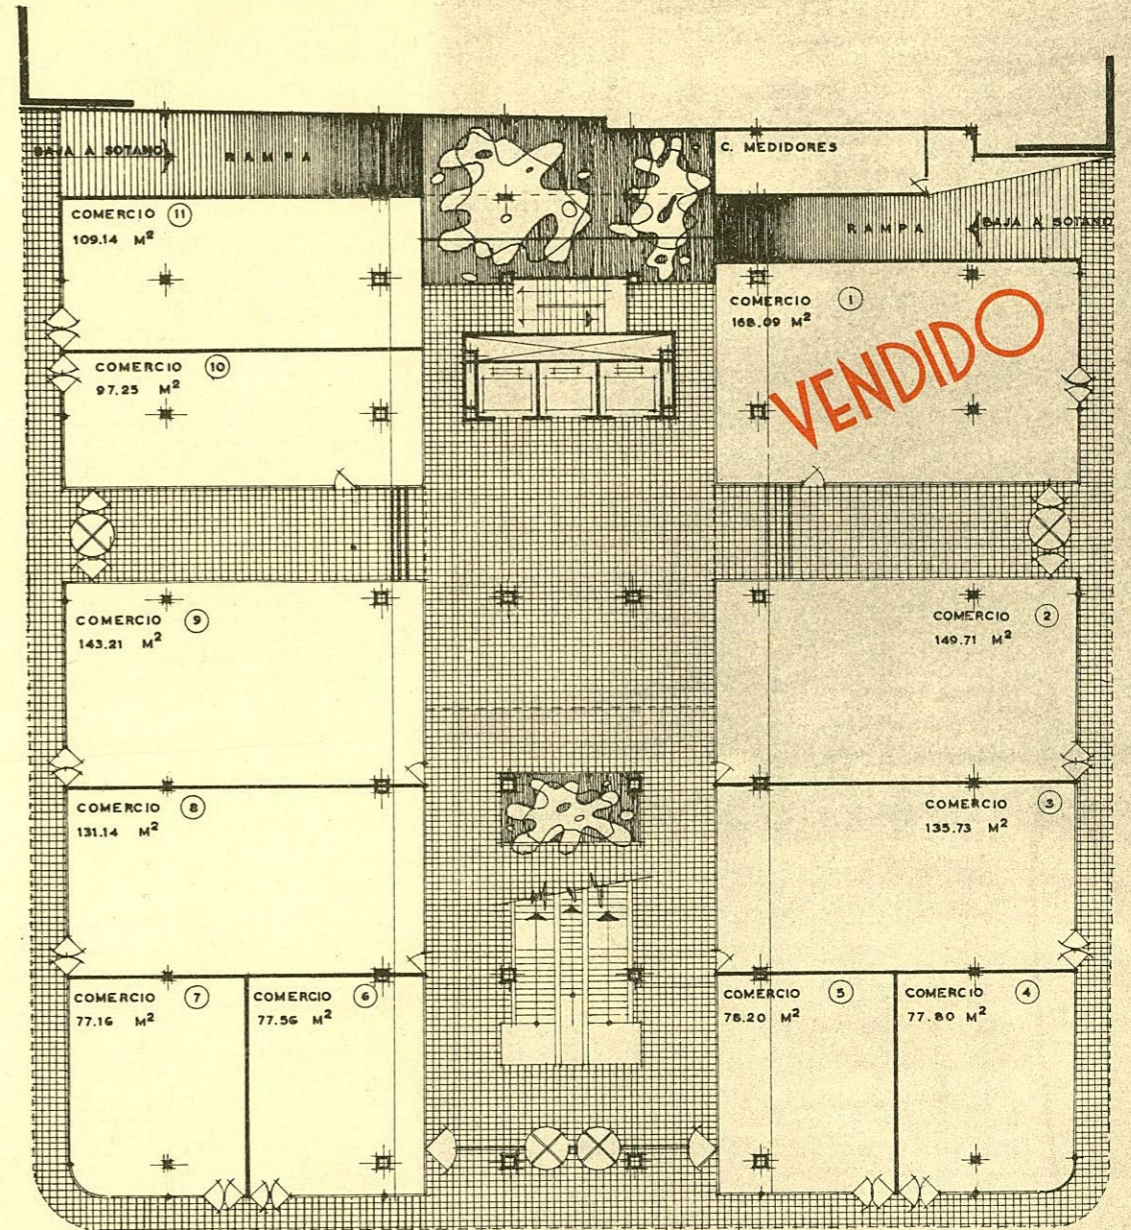 BAJA A SOTANO
RAMPA
C. MEDIDORES
RAMPA
BAJA A SOTANO
COMERCIO 11
109.14 M²
COMERCIO 1
168.09 M²
VENDIDO
COMERCIO 10
97.25 M²
COMERCIO 9
143.21 M²
COMERCIO 2
149.71 M²
COMERCIO 8
131.14 M²
COMERCIO 3
135.73 M²
COMERCIO 7
77.16 M²
COMERCIO 6
77.56 M²
COMERCIO 5
78.20 M²
COMERCIO 4
77.80 M²